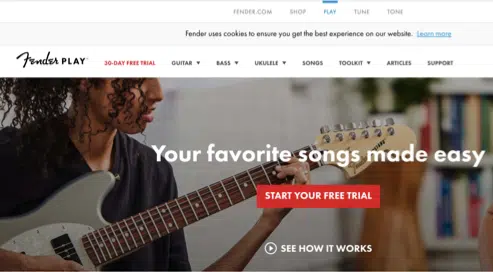 FENDER.COM SHOP PLAY TUNE TONE
Fender uses cookies to ensure you get the best experience on our website. Learn more
Fender PLAY 30-DAY FREE TRIAL GUITAR BASS UKULELE SONGS TOOLKIT ARTICLES SUPPORT
Your favorite songs made easy
START YOUR FREE TRIAL
SEE HOW IT WORKS